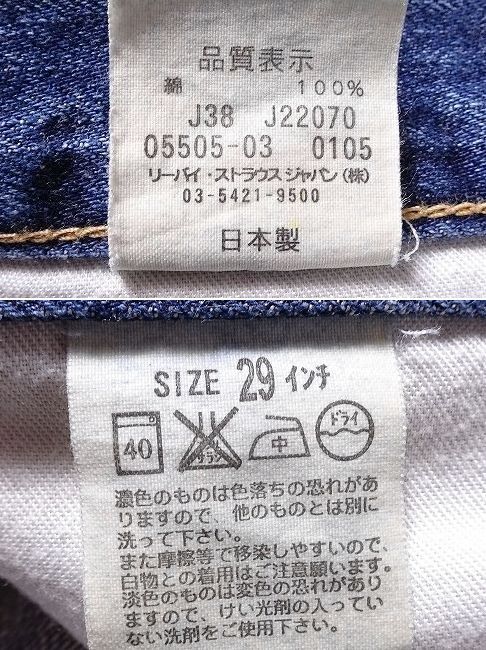 品質表示
綿 100%
J38 J22070
05505-03 0105
リーバイ・ストラウス ジャパン(株)
03-5421-9500
日本製
SIZE 29 インチ
40 エンソサラシ 中 ドライ
濃色のものは色落ちの恐れがあ
りますので、他のものとは別に
洗って下さい。
また摩擦等で移染しやすいので、
白物との着用はご注意願います。
淡色のものは変色の恐れがあり
ますので、けい光剤の入ってい
ない洗剤をご使用下さい。